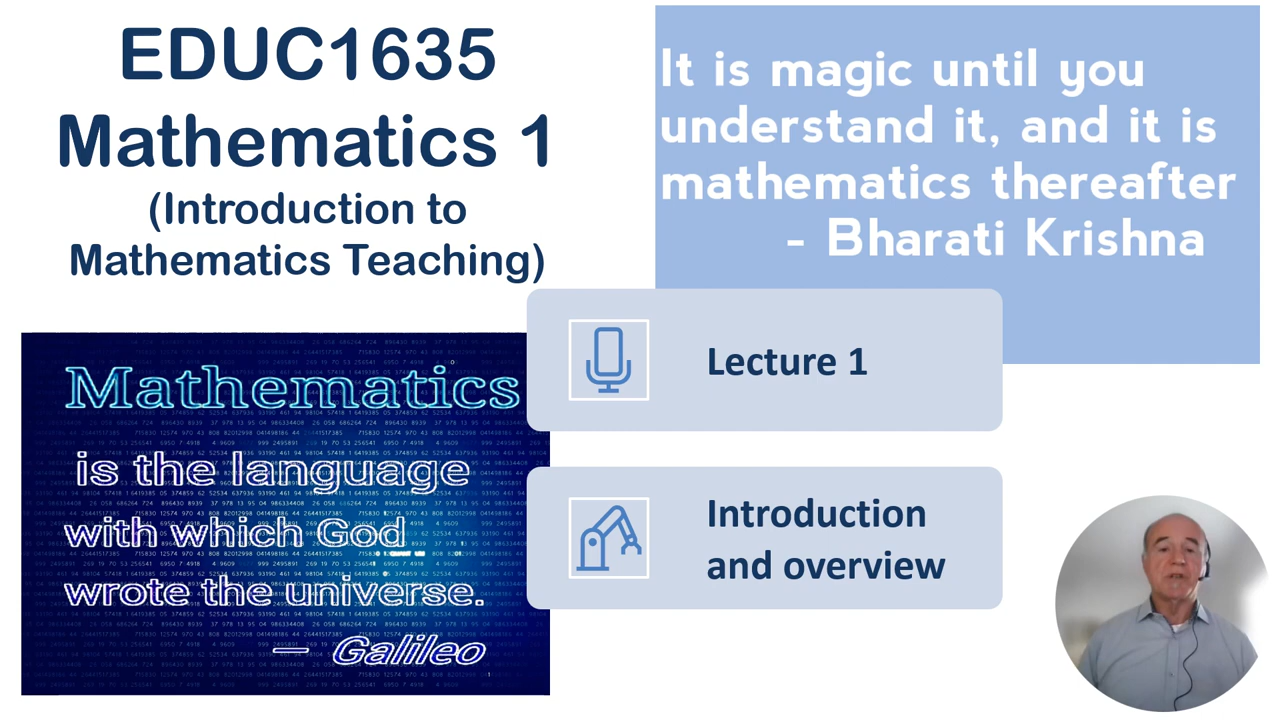 EDUC1635
Mathematics 1
(Introduction to
Mathematics Teaching)
It is magic until you
understand it, and it is
mathematics thereafter
- Bharati Krishna
Lecture 1
Introduction
and overview
Mathematics
is the language
with which God
wrote the universe.
— Galileo